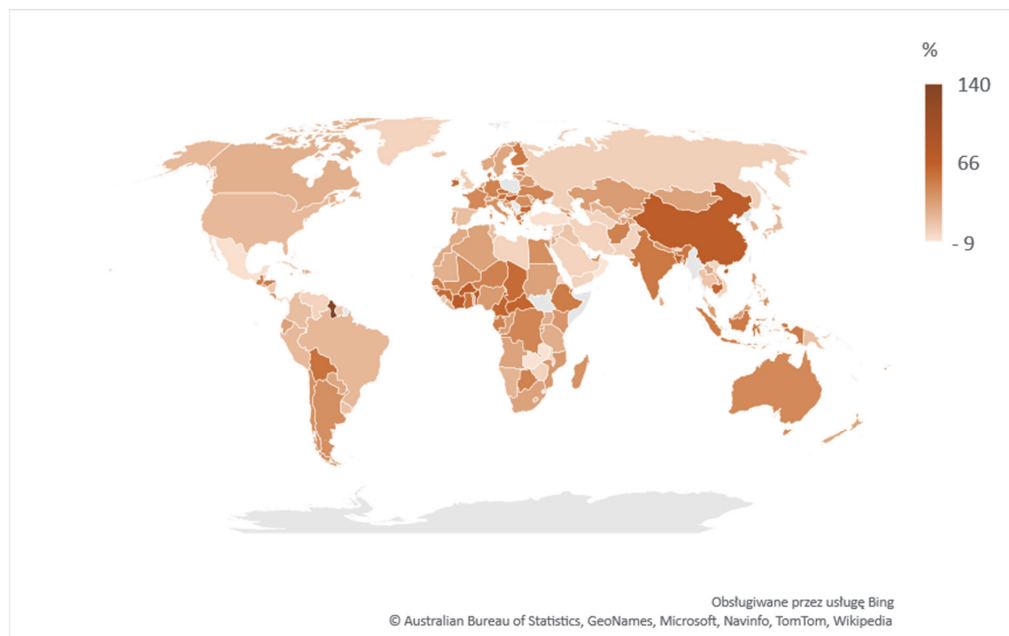 %
140
66
- 9
Obsługiwane przez usługę Bing
© Australian Bureau of Statistics, GeoNames, Microsoft, Navinfo, TomTom, Wikipedia